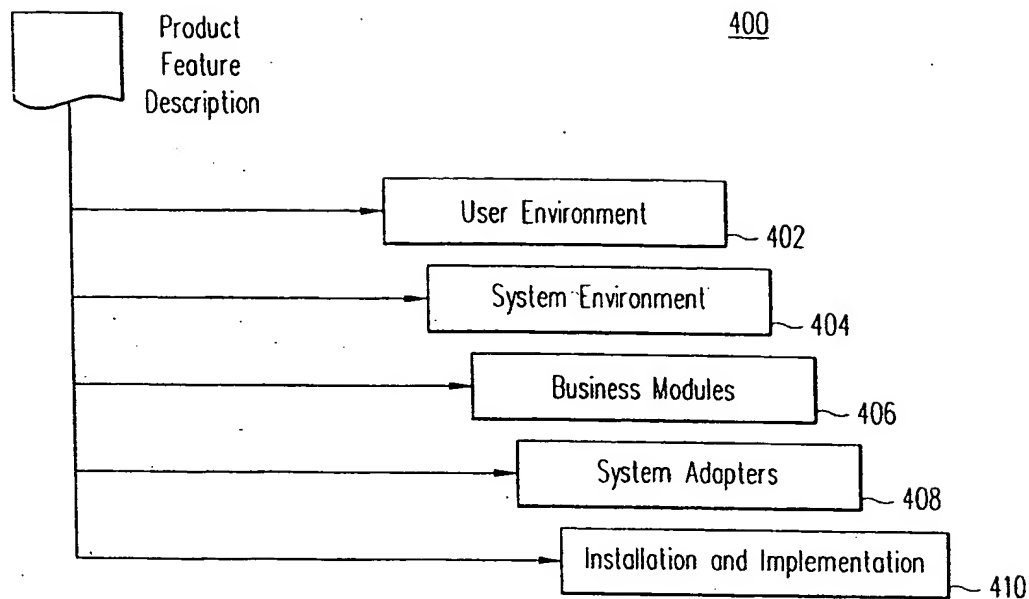 Product
Feature
Description
400
User Environment
402
System Environment
404
Business Modules
406
System Adapters
408
Installation and Implementation
410